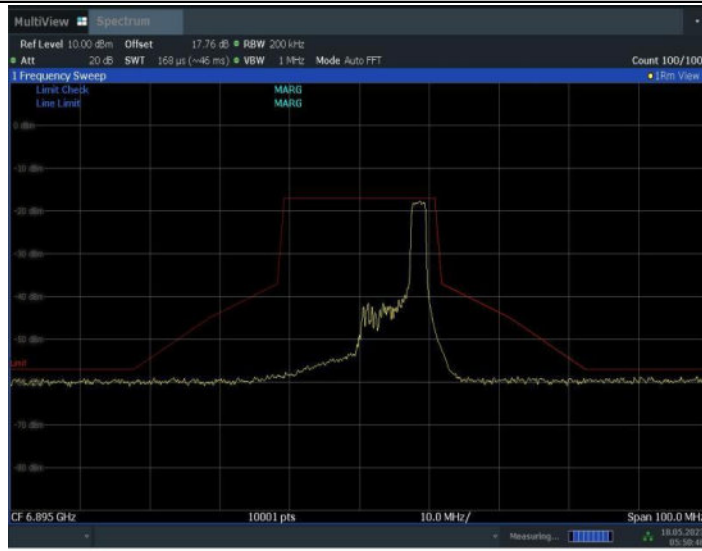 MultiView Spectrum
Ref Level 10.00 dBm Offset 17.76 dB RBW 200 kHz
Att 20 dB SWT 168 µs (~46 ms) VBW 1 MHz Mode Auto FFT Count 100/100
1 Frequency Sweep 1Rm View
Limit Check MARG
Line Limit MARG
0 dBm
-10 dBm
-20 dBm
-30 dBm
-40 dBm
-50 dBm
-70 dBm
-80 dBm
CF 6.895 GHz 10001 pts 10.0 MHz/ Span 100.0 MHz
Measuring...